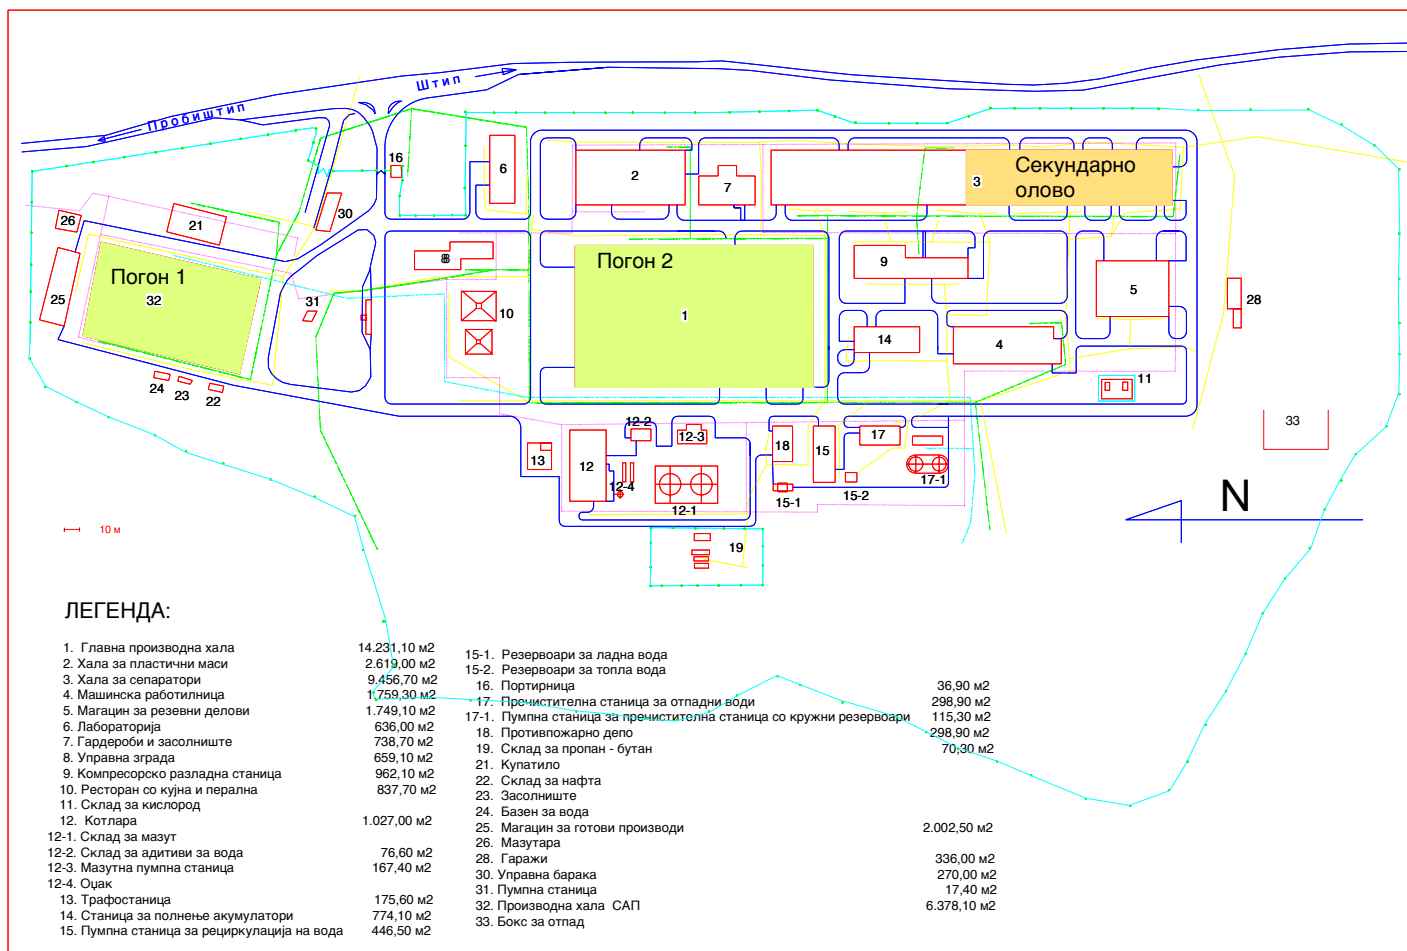 Штип
Пробиштип
16
6
2
7
3
Секундарно
олово
26
21
30
8
9
5
28
Погон 1
32
25
31
10
Погон 2
1
14
4
11
24
23
22
33
12-2
12-3
18
15
17
13
12
12-4
12-1
15-1
15-2
17-1
N
10 м
19
ЛЕГЕНДА:
1. Главна производна хала 14.231,10 м2
2. Хала за пластични маси 2.619,00 м2
3. Хала за сепаратори 9.456,70 м2
4. Машинска работилница 1.759,30 м2
5. Магацин за резевни делови 1.749,10 м2
6. Лабораторија 636,00 м2
7. Гардероби и засолниште 738,70 м2
8. Управна зграда 659,10 м2
9. Компресорско разладна станица 962,10 м2
10. Ресторан со кујна и перална 837,70 м2
11. Склад за кислород
12. Котлара 1.027,00 м2
12-1. Склад за мазут
12-2. Склад за адитиви за вода 76,60 м2
12-3. Мазутна пумпна станица 167,40 м2
12-4. Оџак
13. Трафостаница 175,60 м2
14. Станица за полнење акумулатори 774,10 м2
15. Пумпна станица за рециркулација на вода 446,50 м2
15-1. Резервоари за ладна вода
15-2. Резервоари за топла вода
16. Портирница 36,90 м2
17. Пречистителна станица за отпадни води 298,90 м2
17-1. Пумпна станица за пречистителна станица со кружни резервоари 115,30 м2
18. Противпожарно депо 298,90 м2
19. Склад за пропан - бутан 70,30 м2
21. Купатило
22. Склад за нафта
23. Засолниште
24. Базен за вода
25. Магацин за готови производи 2.002,50 м2
26. Мазутара
28. Гаражи 336,00 м2
30. Управна барака 270,00 м2
31. Пумпна станица 17,40 м2
32. Производна хала САП 6.378,10 м2
33. Бокс за отпад